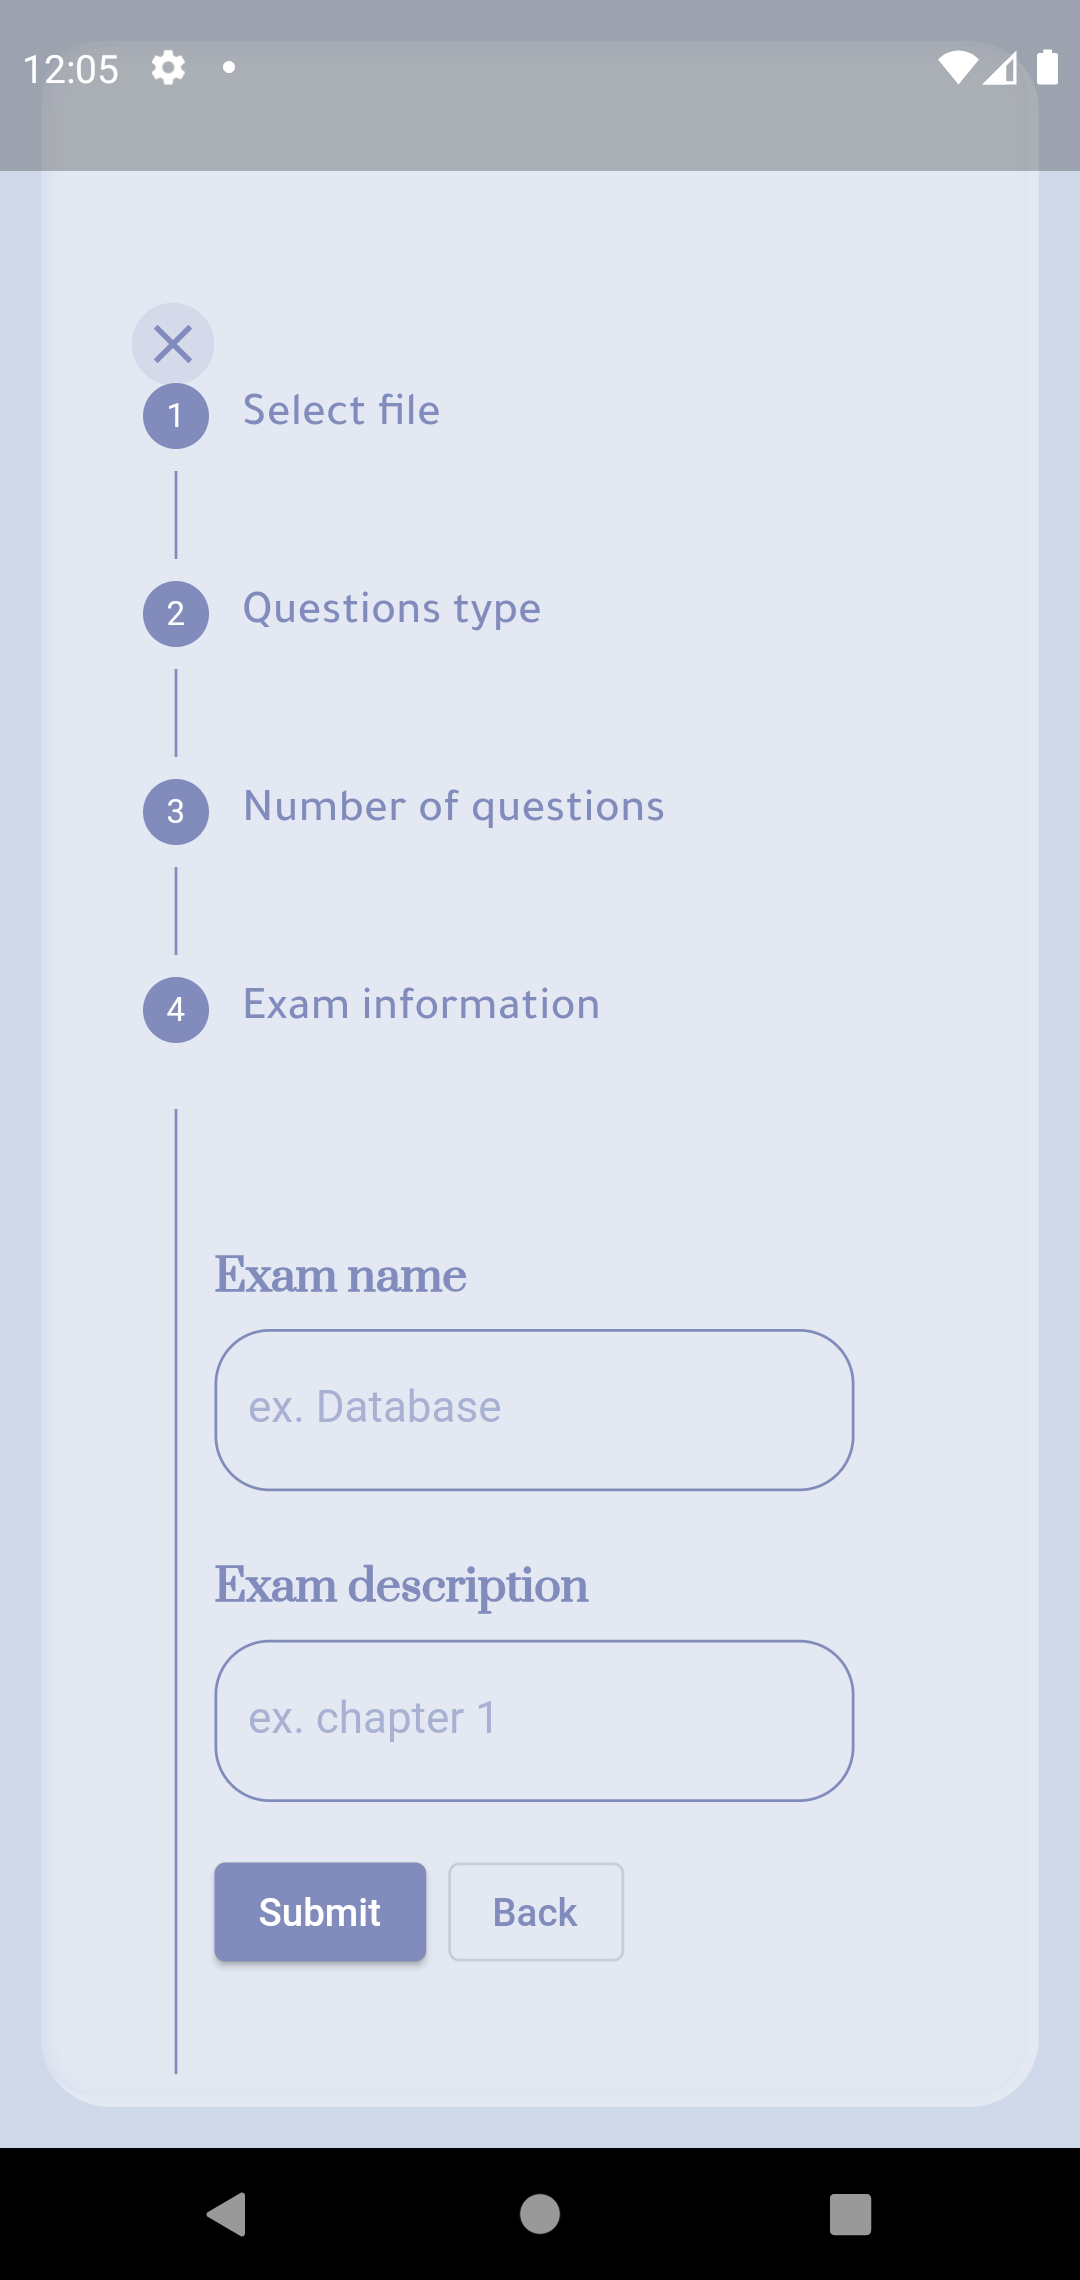 12:05
1 Select file
2 Questions type
3 Number of questions
4 Exam information
Exam name
ex. Database
Exam description
ex. chapter 1
Submit Back